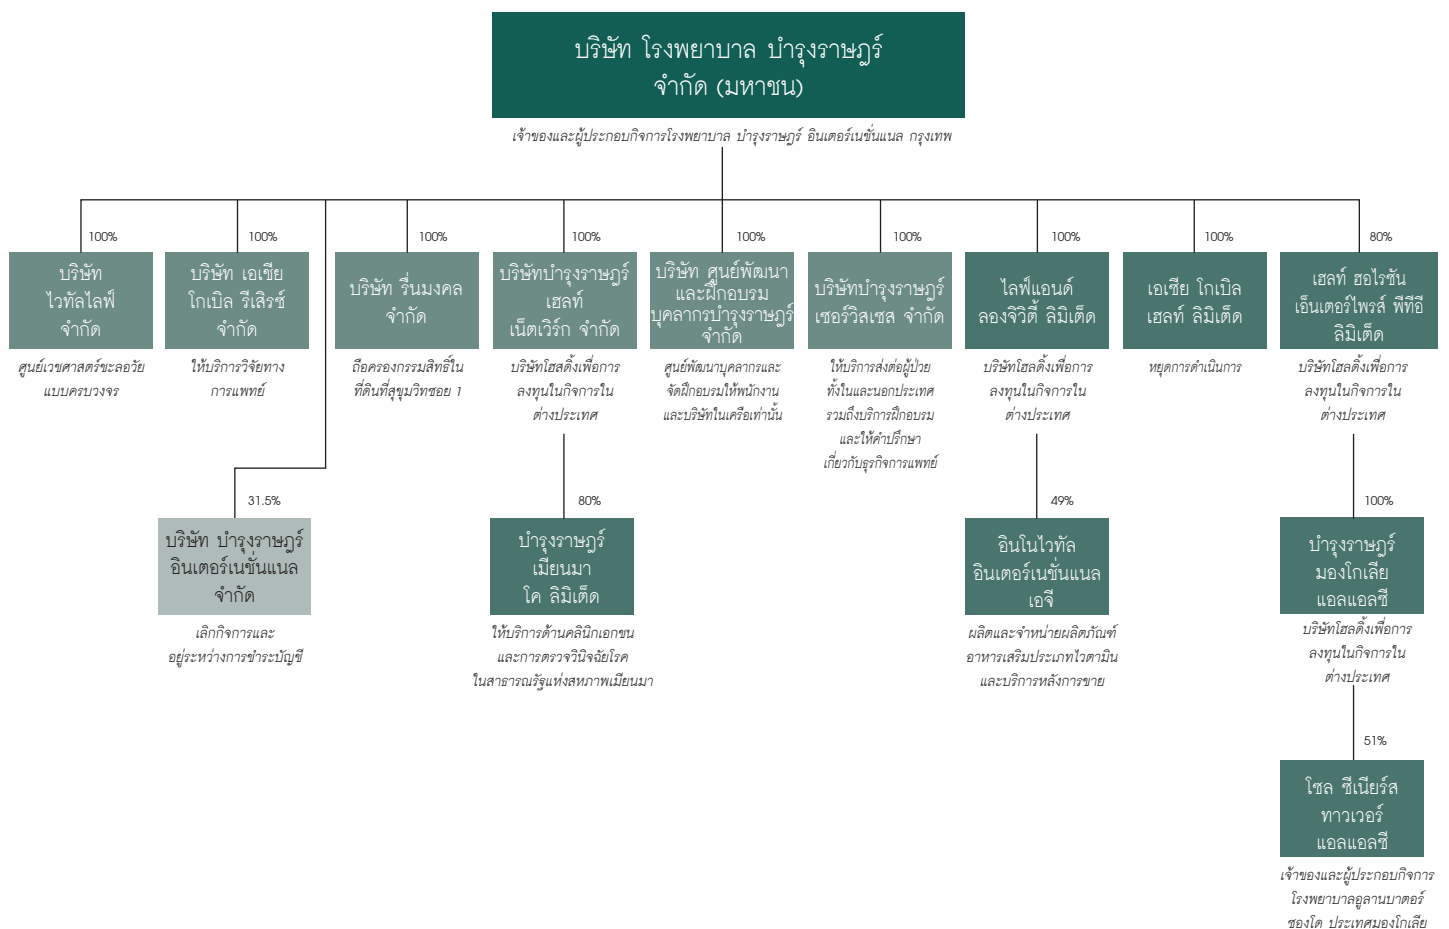 บริษัท โรงพยาบาล บำรุงราษฎร์
จำกัด (มหาชน)
เจ้าของและผู้ประกอบกิจการโรงพยาบาล บำรุงราษฎร์ อินเตอร์เนชั่นแนล กรุงเทพ
100%
บริษัท
ไวทัลไลฟ์
จำกัด
ศูนย์เวชศาสตร์ชะลอวัย
แบบครบวงจร
100%
บริษัท เอเชีย
โกเบิล รีเสิรซ์
จำกัด
ให้บริการวิจัยทาง
การแพทย์
100%
บริษัท รื่นมงคล
จำกัด
ถือครองกรรมสิทธิ์ใน
ที่ดินที่สุขุมวิทซอย 1
100%
บริษัทบำรุงราษฎร์
เฮลท์
เน็ตเวิร์ก จำกัด
บริษัทโฮลดิ้งเพื่อการ
ลงทุนในกิจการใน
ต่างประเทศ
100%
บริษัท ศูนย์พัฒนา
และฝึกอบรม
บุคลากรบำรุงราษฎร์
จำกัด
ศูนย์พัฒนาบุคลากรและ
จัดฝึกอบรมให้พนักงาน
และบริษัทในเครือเท่านั้น
100%
บริษัทบำรุงราษฎร์
เซอร์วิสเซส จำกัด
ให้บริการส่งต่อผู้ป่วย
ทั้งในและนอกประเทศ
รวมถึงบริการฝึกอบรม
และให้คำปรึกษา
เกี่ยวกับธุรกิจการแพทย์
100%
ไลฟ์แอนด์
ลองจิวิตี้ ลิมิเต็ด
บริษัทโฮลดิ้งเพื่อการ
ลงทุนในกิจการใน
ต่างประเทศ
100%
เอเชีย โกเบิล
เฮลท์ ลิมิเต็ด
หยุดการดำเนินการ
80%
เฮลท์ ฮอไรซัน
เอ็นเตอร์ไพรส์ พีทีอี
ลิมิเต็ด
บริษัทโฮลดิ้งเพื่อการ
ลงทุนในกิจการใน
ต่างประเทศ
31.5%
บริษัท บำรุงราษฎร์
อินเตอร์เนชั่นแนล
จำกัด
เลิกกิจการและ
อยู่ระหว่างการชำระบัญชี
80%
บำรุงราษฎร์
เมียนมา
โค ลิมิเต็ด
ให้บริการด้านคลินิกเอกชน
และการตรวจวินิจฉัยโรค
ในสาธารณรัฐแห่งสหภาพเมียนมา
49%
อินโนไวทัล
อินเตอร์เนชั่นแนล
เอจี
ผลิตและจำหน่ายผลิตภัณฑ์
อาหารเสริมประเภทไวตามิน
และบริการหลังการขาย
100%
บำรุงราษฎร์
มองโกเลีย
แอลแอลซี
บริษัทโฮลดิ้งเพื่อการ
ลงทุนในกิจการใน
ต่างประเทศ
51%
โซล ซีเนียร์ส
ทาวเวอร์
แอลแอลซี
เจ้าของและผู้ประกอบกิจการ
โรงพยาบาลอูลานบาตอร์
ซองโด ประเทศมองโกเลีย